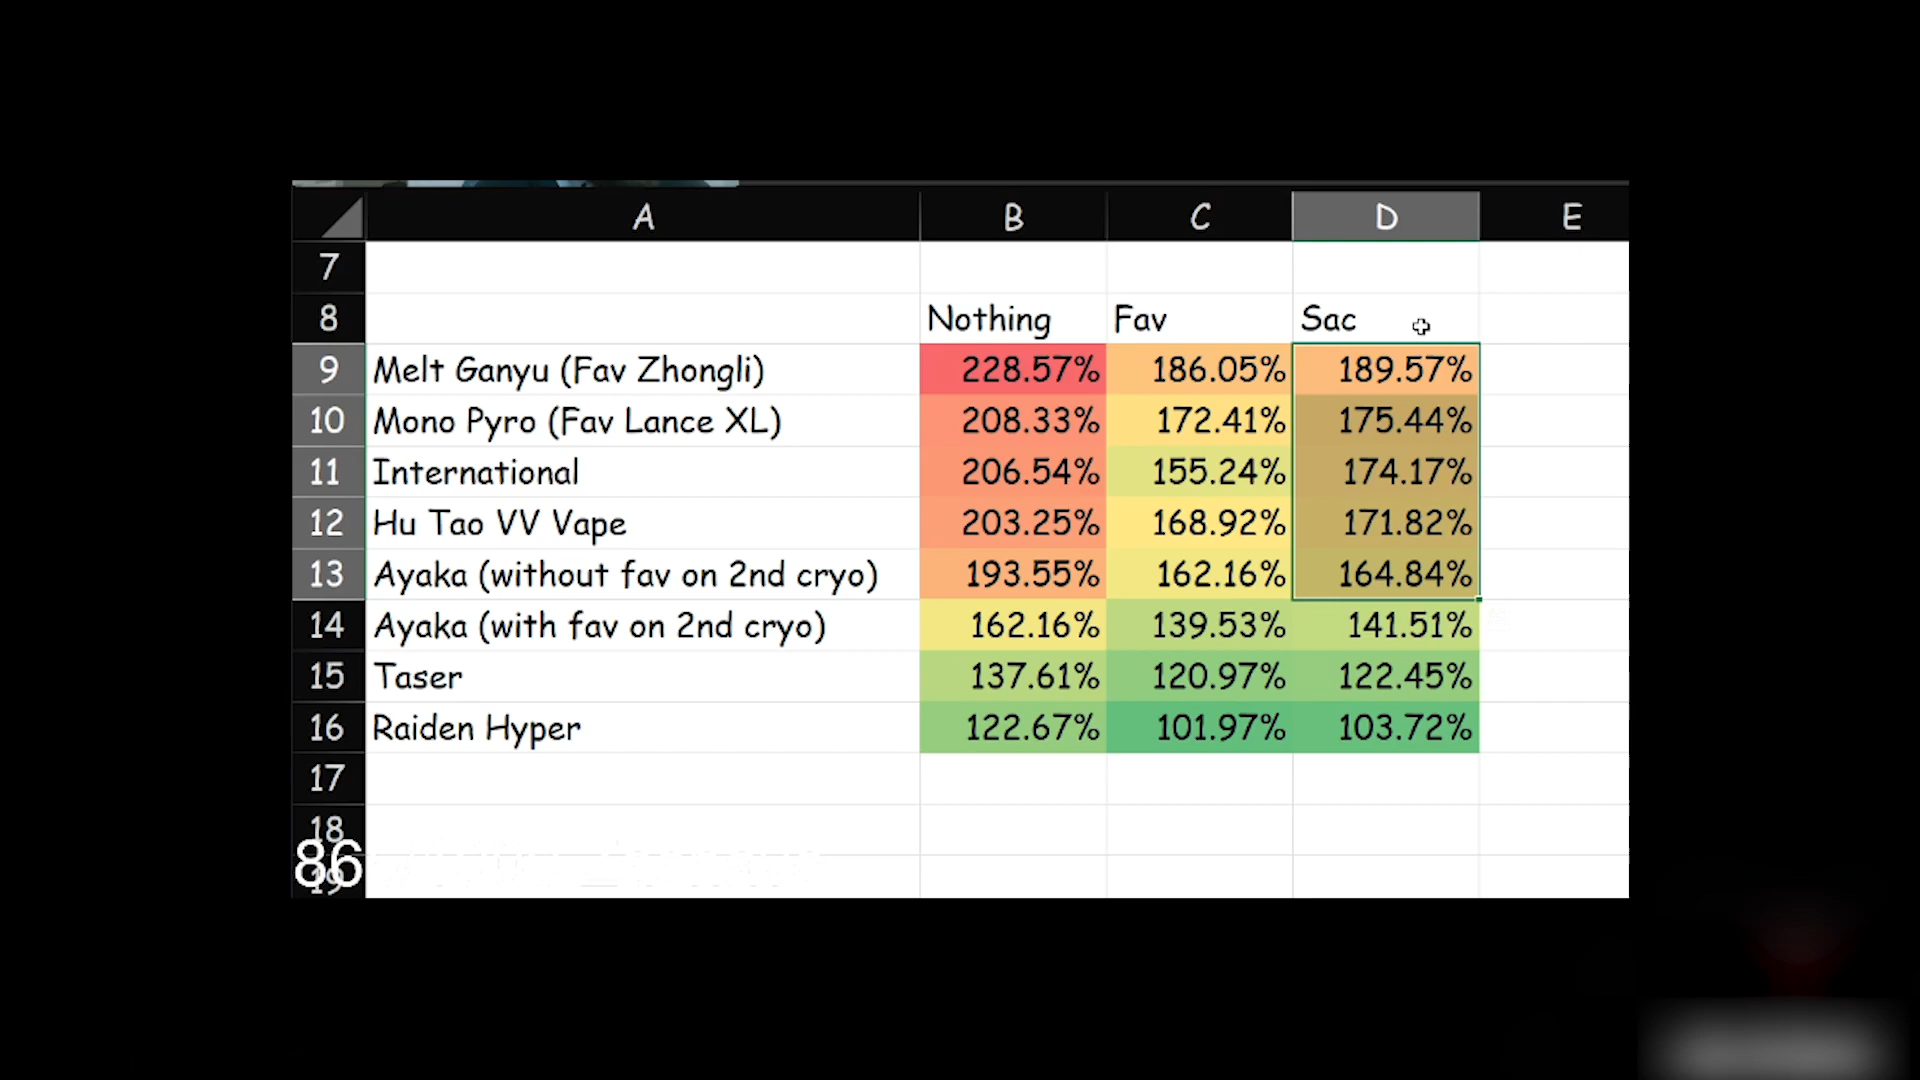 A B C D E
7
8 Nothing Fav Sac
9 Melt Ganyu (Fav Zhongli) 228.57% 186.05% 189.57%
10 Mono Pyro (Fav Lance XL) 208.33% 172.41% 175.44%
11 International 206.54% 155.24% 174.17%
12 Hu Tao VV Vape 203.25% 168.92% 171.82%
13 Ayaka (without fav on 2nd cryo) 193.55% 162.16% 164.84%
14 Ayaka (with fav on 2nd cryo) 162.16% 139.53% 141.51%
15 Taser 137.61% 120.97% 122.45%
16 Raiden Hyper 122.67% 101.97% 103.72%
17
18
86
19